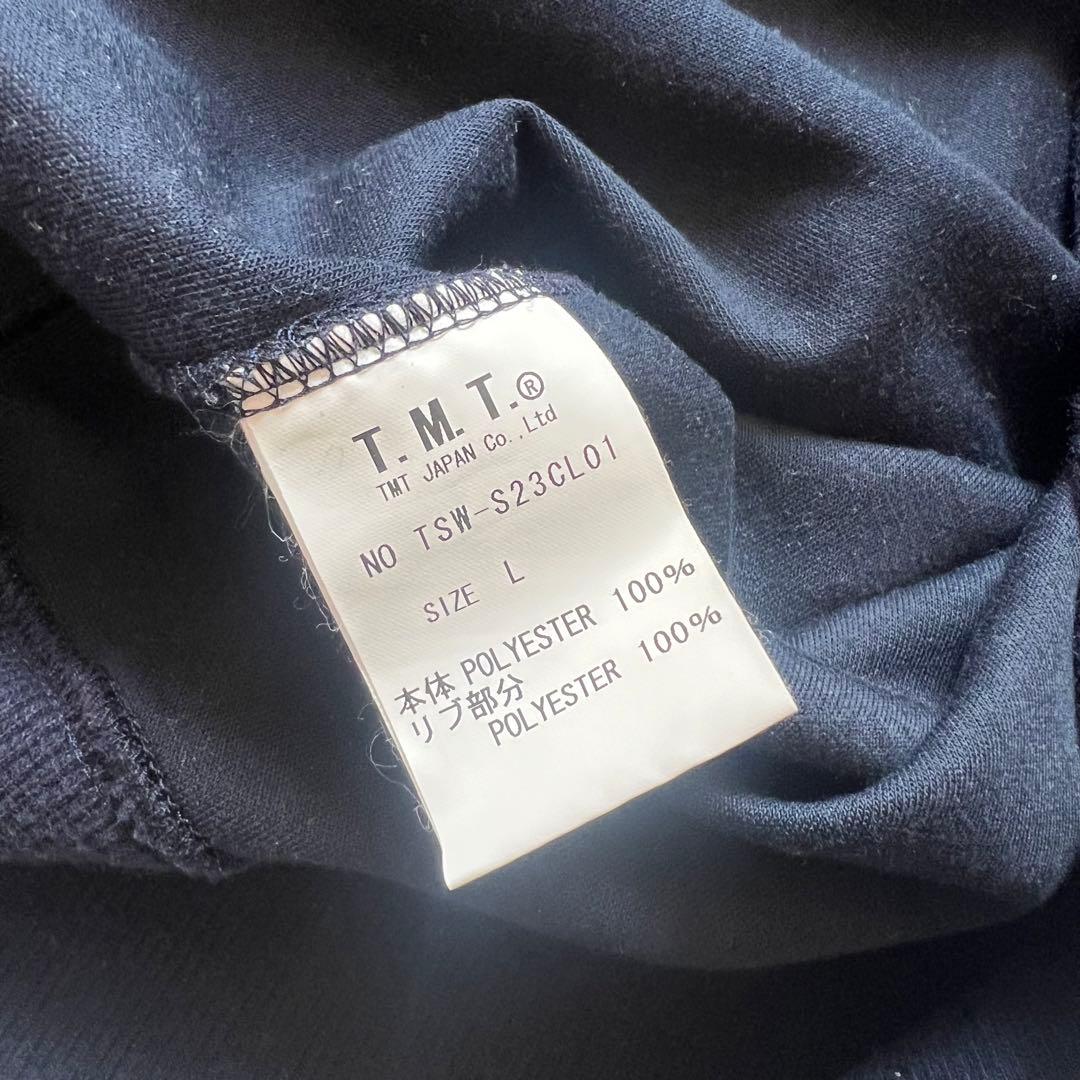 T.M.T.®
TMT JAPAN Co.,Ltd
NO TSW-S23CL01
SIZE L
本体 POLYESTER 100%
リブ部分
POLYESTER 100%